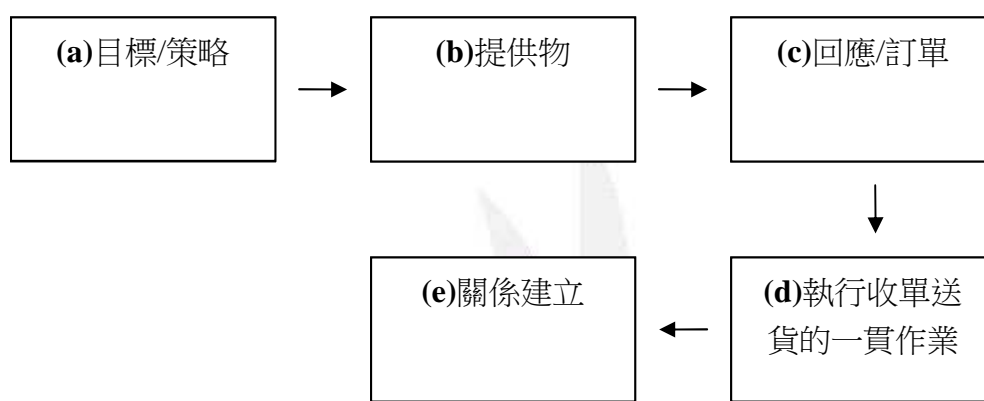 (a)目標/策略
(b)提供物
(c)回應/訂單
(d)執行收單送
貨的一貫作業
(e)關係建立